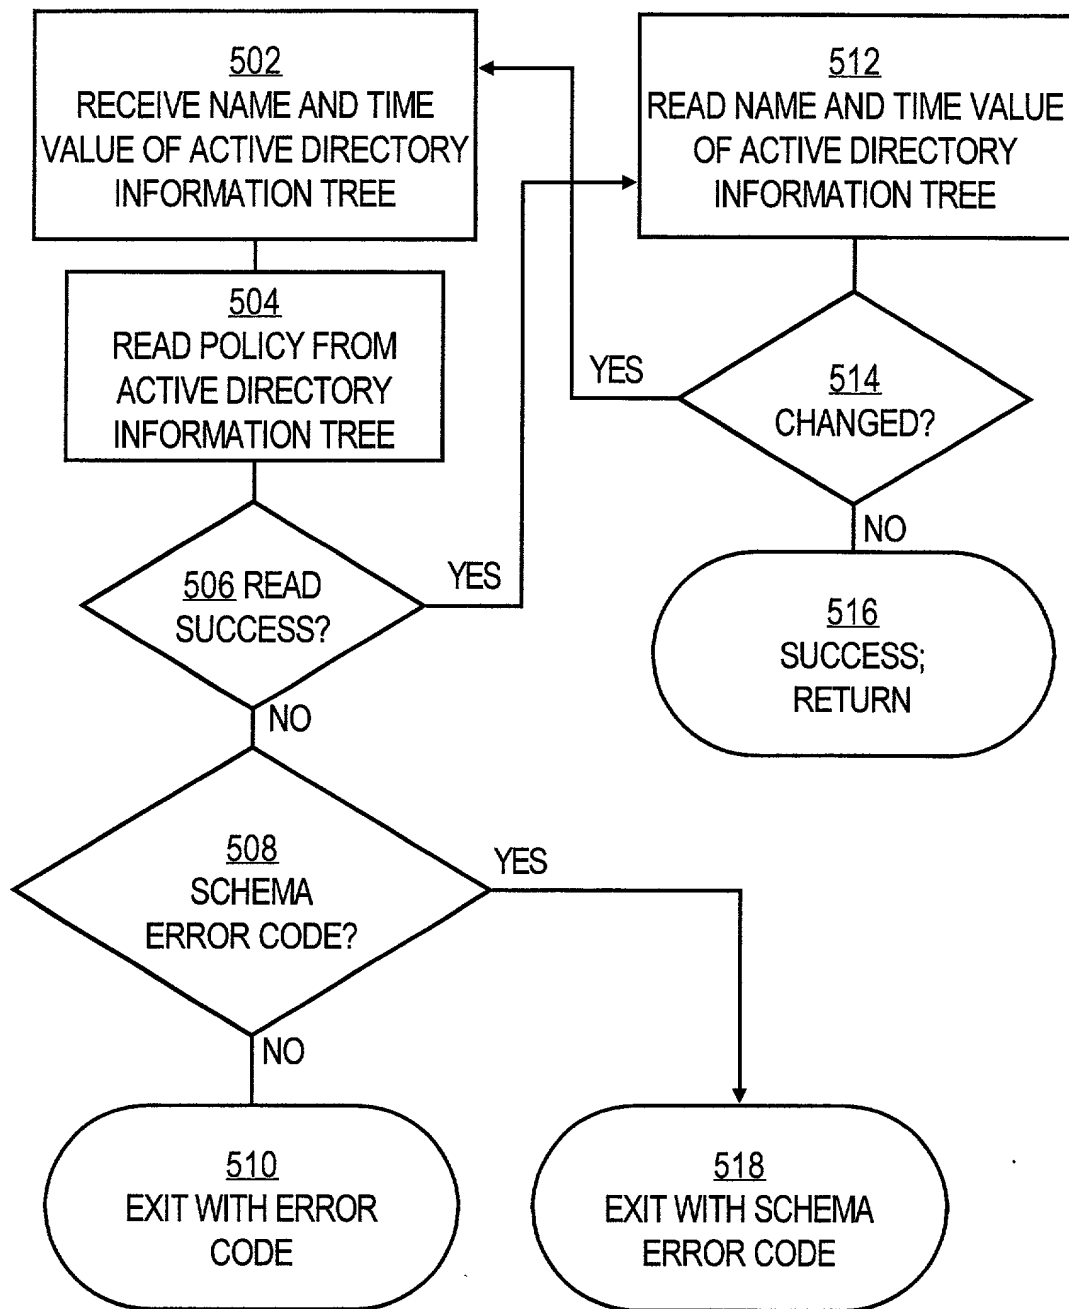 502
RECEIVE NAME AND TIME
VALUE OF ACTIVE DIRECTORY
INFORMATION TREE
504
READ POLICY FROM
ACTIVE DIRECTORY
INFORMATION TREE
506 READ
SUCCESS?
YES
NO
508
SCHEMA
ERROR CODE?
YES
NO
510
EXIT WITH ERROR
CODE
518
EXIT WITH SCHEMA
ERROR CODE
512
READ NAME AND TIME VALUE
OF ACTIVE DIRECTORY
INFORMATION TREE
514
CHANGED?
YES
NO
516
SUCCESS;
RETURN